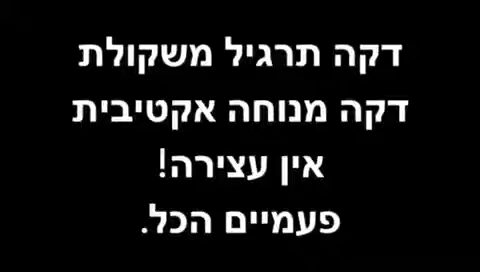 דקה תרגיל משקולת
דקה מנוחה אקטיבית
אין עצירה!
פעמיים הכל.